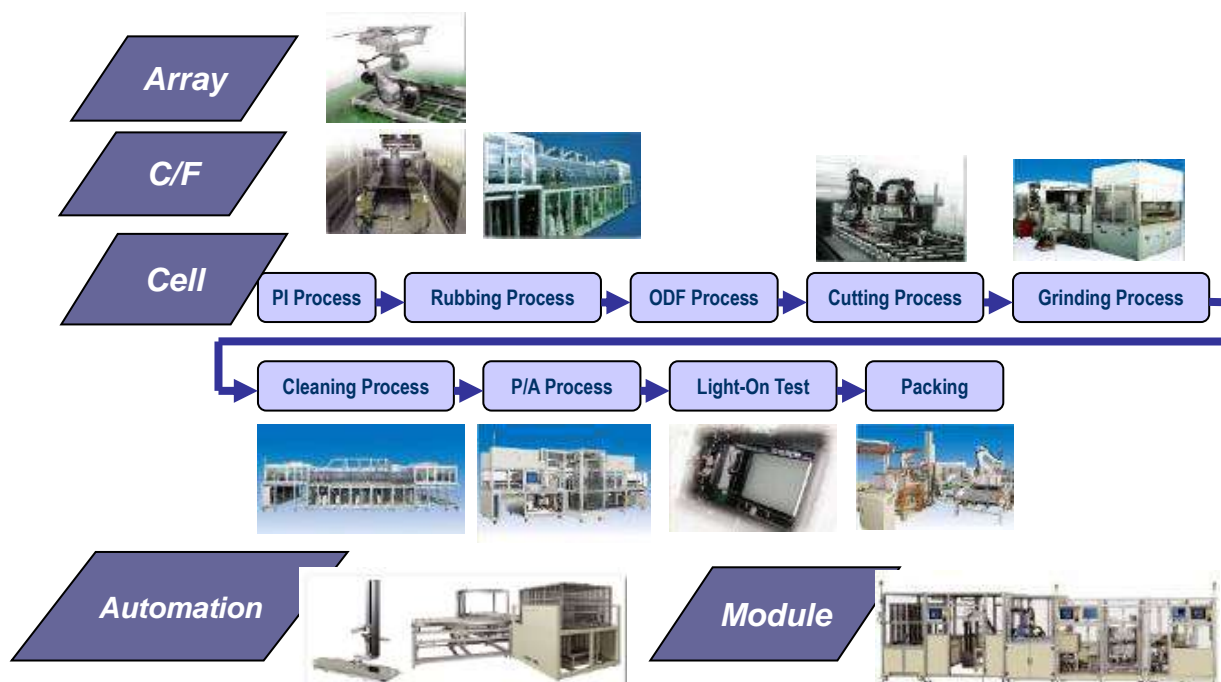 Array
C/F
Cell
PI Process
Rubbing Process
ODF Process
Cutting Process
Grinding Process
Cleaning Process
P/A Process
Light-On Test
Packing
Automation
Module